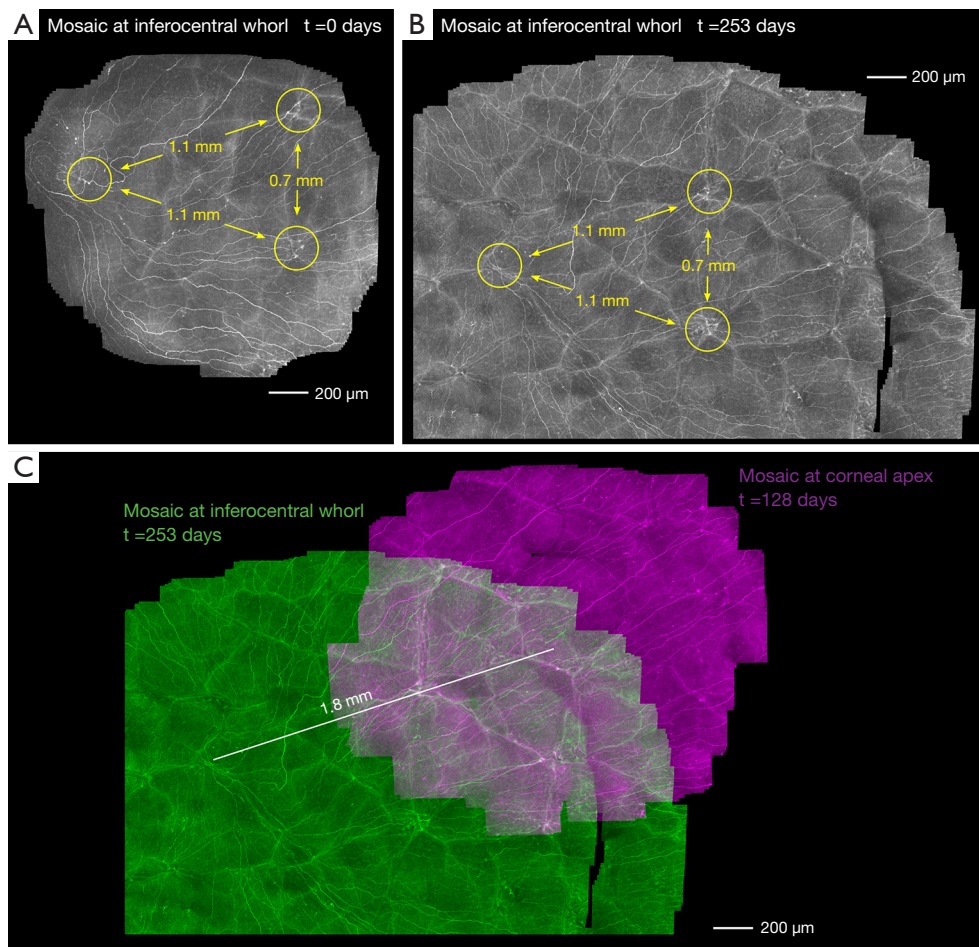 A Mosaic at inferocentral whorl t =0 days
1.1 mm
0.7 mm
1.1 mm
200 µm
B Mosaic at inferocentral whorl t =253 days
200 µm
1.1 mm
0.7 mm
1.1 mm
C
Mosaic at inferocentral whorl
t =253 days
Mosaic at corneal apex
t =128 days
1.8 mm
200 µm